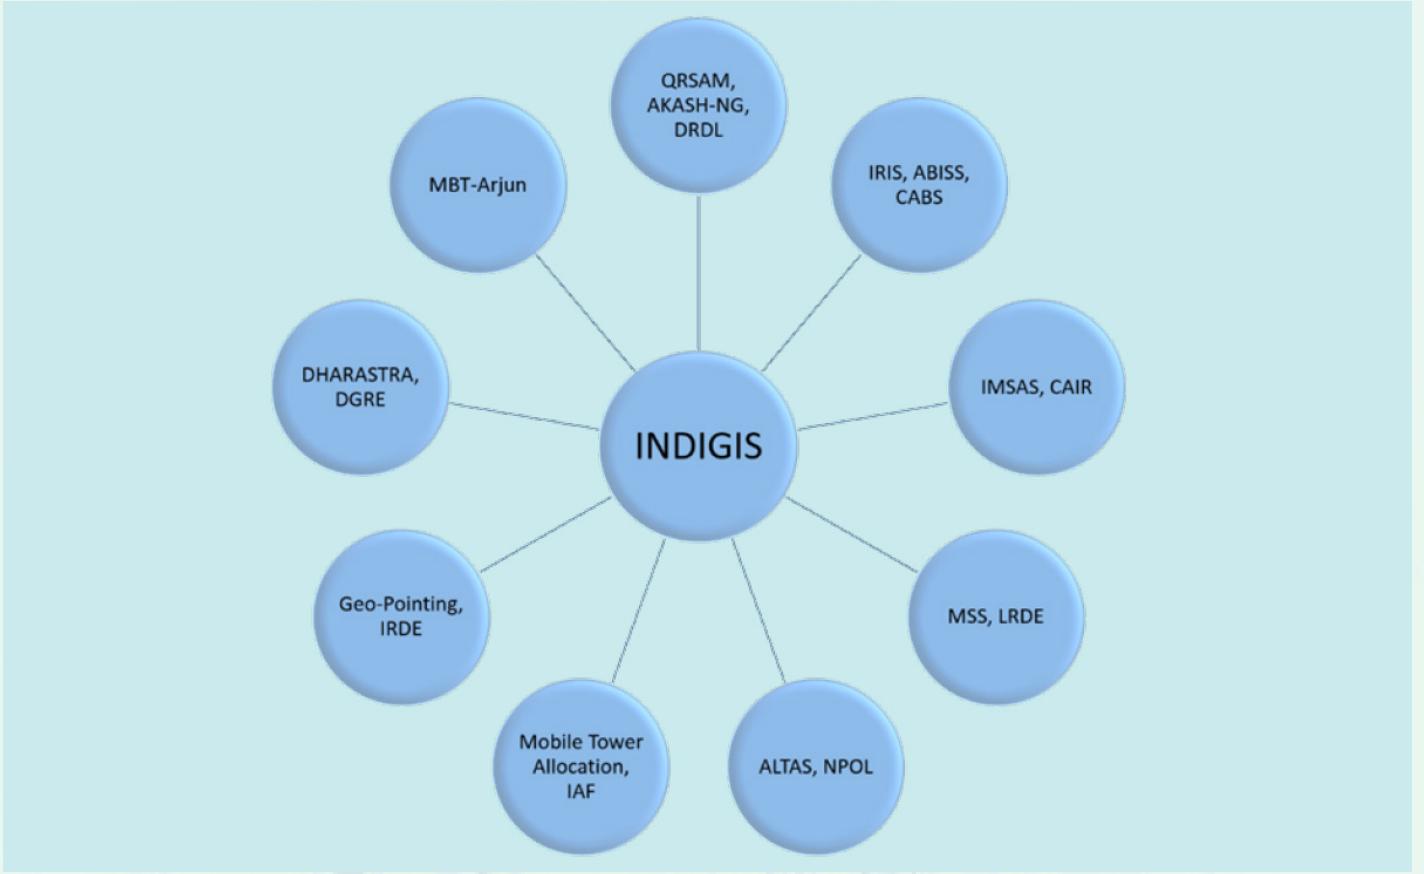 QRSAM,
AKASH-NG,
DRDL
IRIS, ABISS,
CABS
IMSAS, CAIR
MSS, LRDE
ALTAS, NPOL
Mobile Tower
Allocation,
IAF
Geo-Pointing,
IRDE
DHARASTRA,
DGRE
MBT-Arjun
INDIGIS